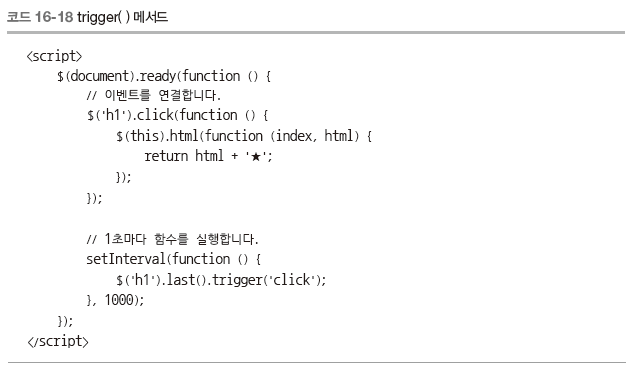 코드 16-18 trigger( ) 메서드
<script>
    $(document).ready(function () {
        // 이벤트를 연결합니다.
        $('h1').click(function () {
            $(this).html(function (index, html) {
                return html + '★';
            });
        });

        // 1초마다 함수를 실행합니다.
        setInterval(function () {
            $('h1').last().trigger('click');
        }, 1000);
    });
</script>